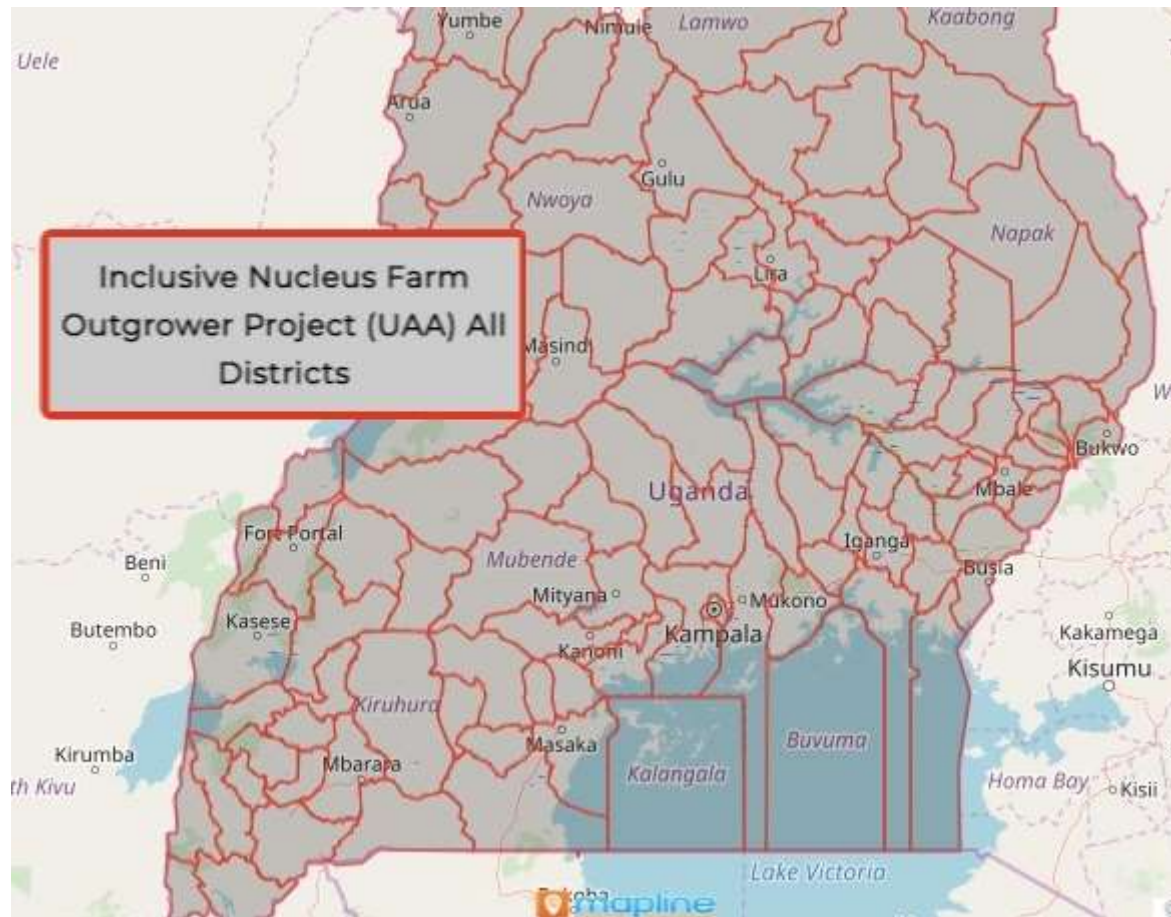 Yumbe
Nimule
Lamwo
Kaabong
Uele
Arua
Gulu
Nwoya
Napak
Inclusive Nucleus Farm
Outgrower Project (UAA) All
Districts
Lira
Masindi
W
Bukwo
Mbale
Uganda
Fort Portal
Iganga
Beni
Mubende
Busia
Mityana
Mukono
Butembo
Kasese
Kampala
Kakamega
Kanoni
Kisumu
Kiruhura
Masaka
Buvuma
Kirumba
Mbarara
Kalangala
th Kivu
Homa Bay
Kisii
Lake Victoria
mapline